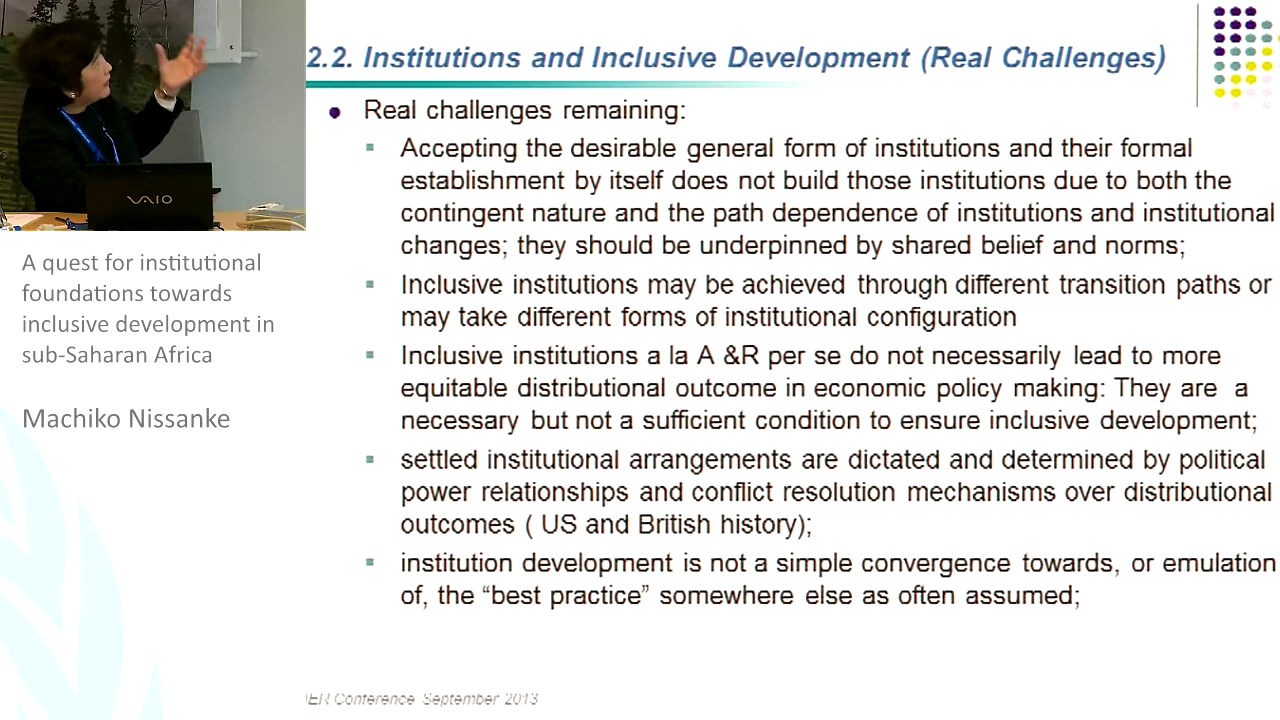 2.2. Institutions and Inclusive Development (Real Challenges)
Real challenges remaining:
Accepting the desirable general form of institutions and their formal
establishment by itself does not build those institutions due to both the
contingent nature and the path dependence of institutions and institutional
changes; they should be underpinned by shared belief and norms;
Inclusive institutions may be achieved through different transition paths or
may take different forms of institutional configuration
Inclusive institutions a la A &R per se do not necessarily lead to more
equitable distributional outcome in economic policy making: They are a
necessary but not a sufficient condition to ensure inclusive development;
settled institutional arrangements are dictated and determined by political
power relationships and conflict resolution mechanisms over distributional
outcomes ( US and British history);
institution development is not a simple convergence towards, or emulation
of, the “best practice” somewhere else as often assumed;
VAIO
A quest for institutional
foundations towards
inclusive development in
sub-Saharan Africa
Machiko Nissanke
Conference September 2013